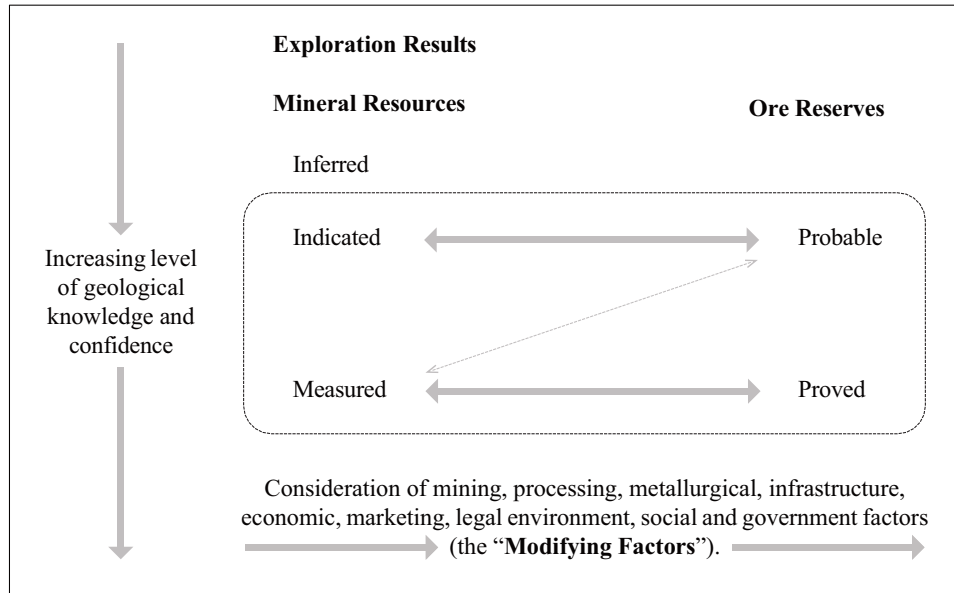 Exploration Results
Mineral Resources
Ore Reserves
Inferred
Indicated
Probable
Increasing level
of geological
knowledge and
confidence
Measured
Proved
Consideration of mining, processing, metallurgical, infrastructure,
economic, marketing, legal environment, social and government factors
(the “Modifying Factors”).